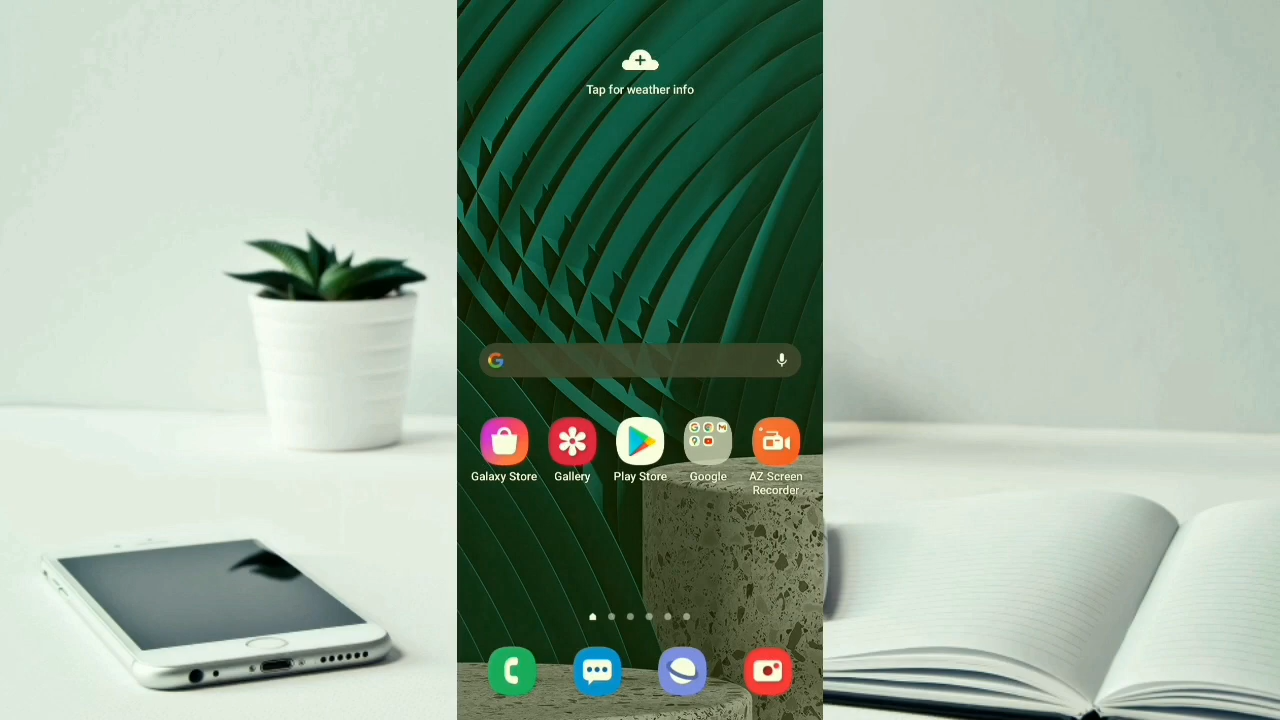 Tap for weather info
Galaxy Store
Gallery
Play Store
Google
AZ Screen
Recorder